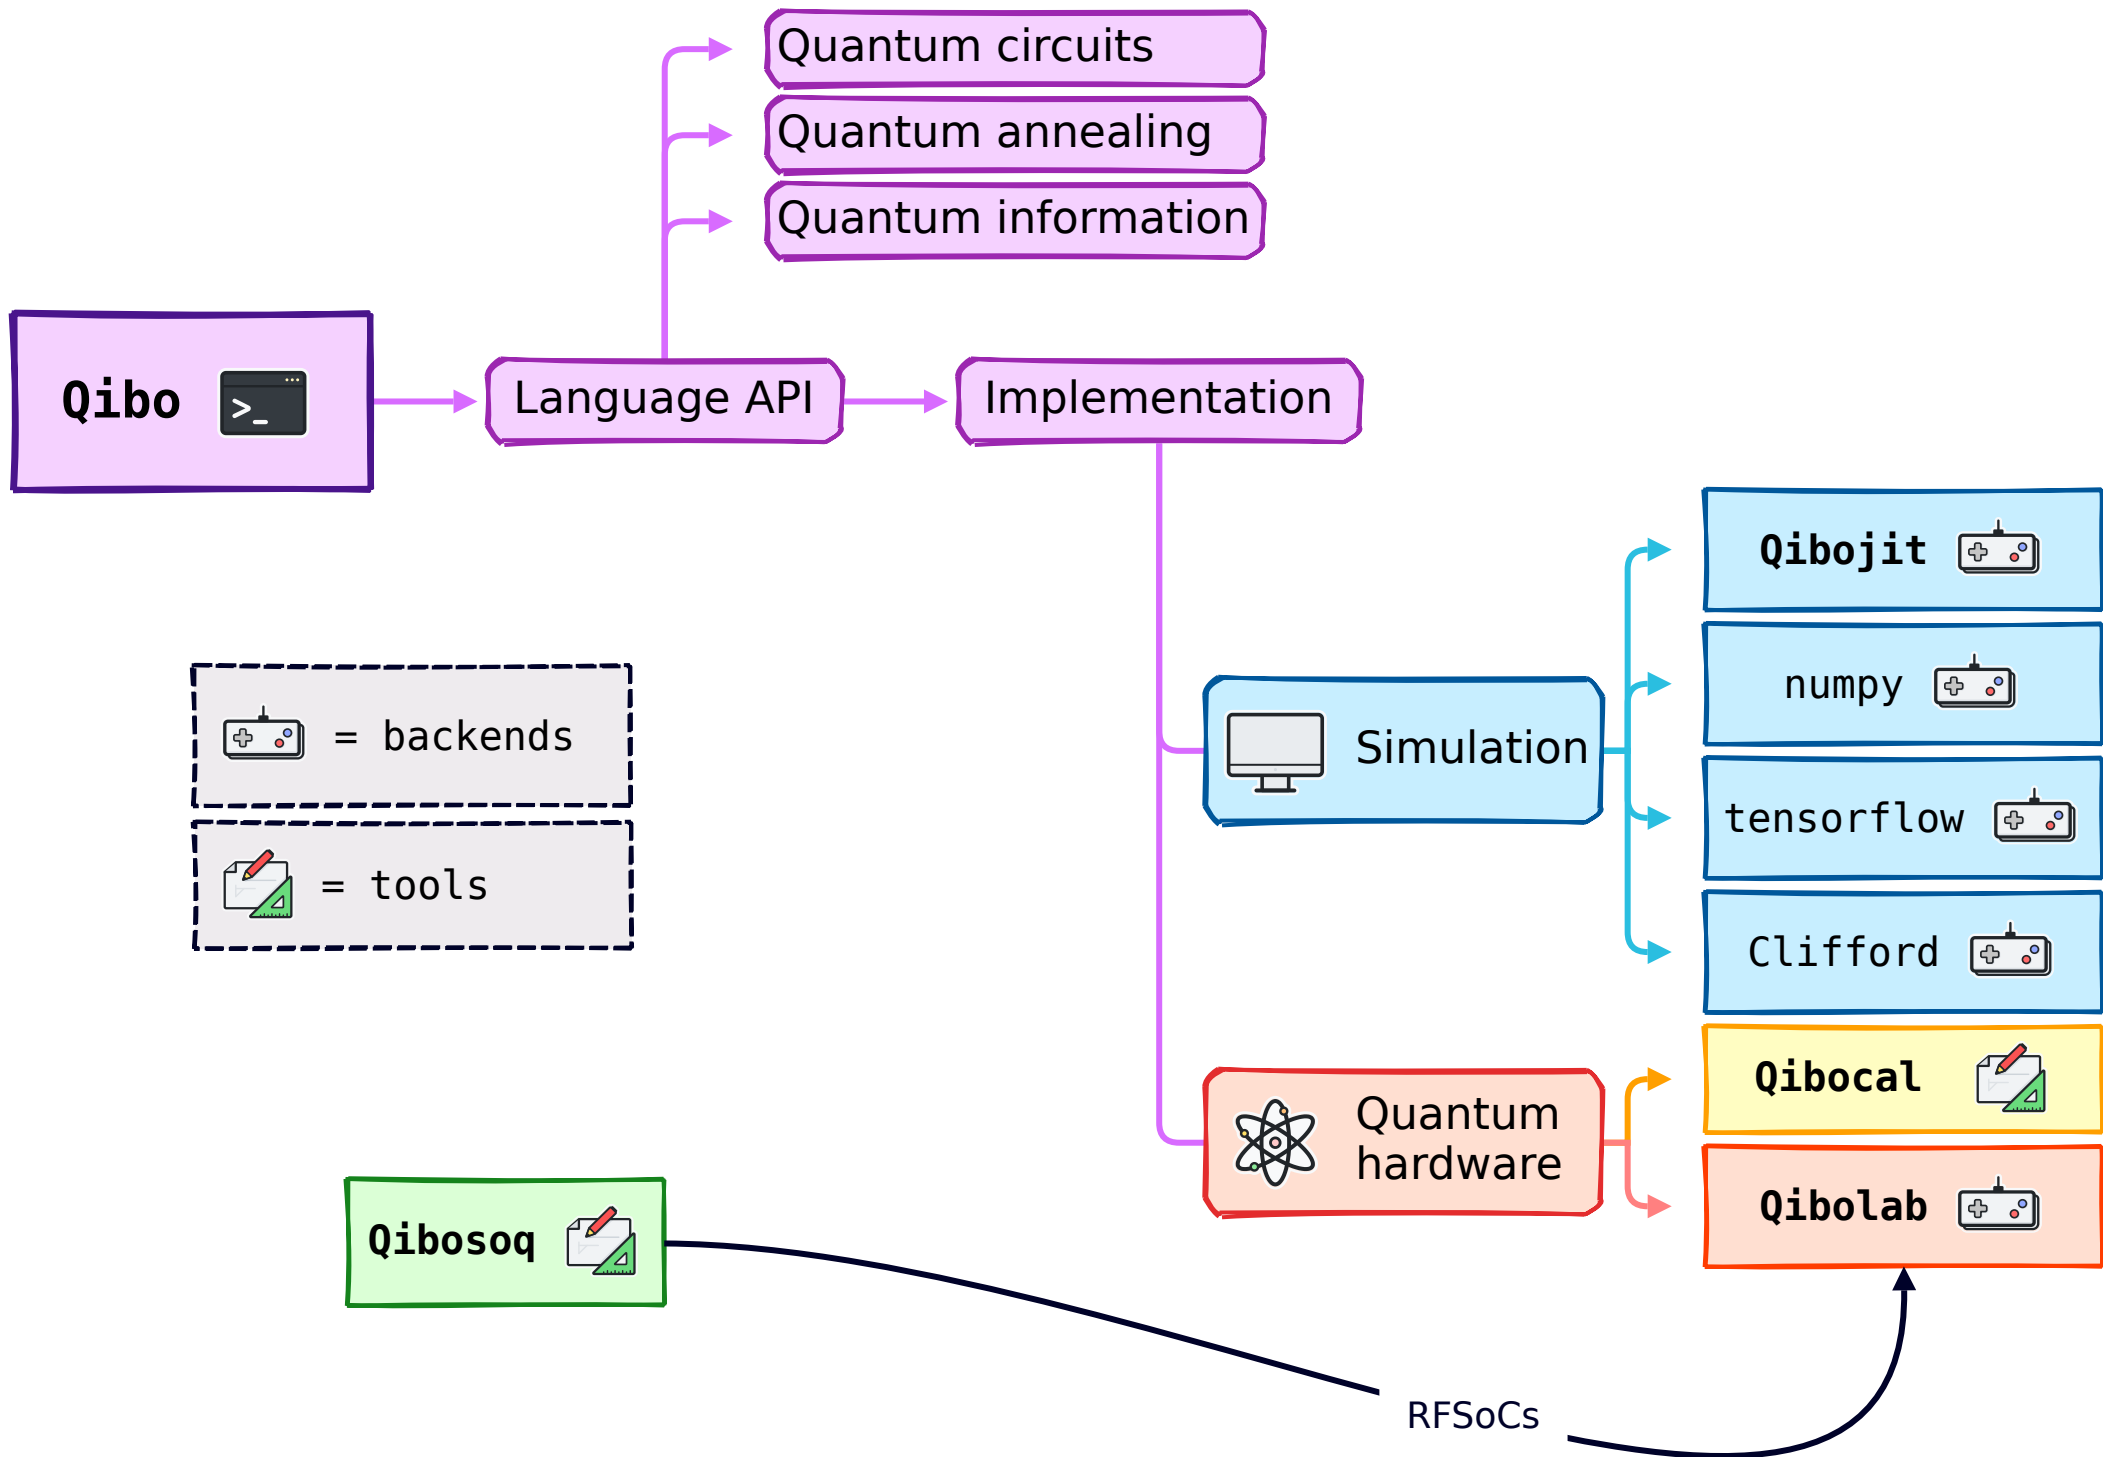 Quantum circuits
Quantum annealing
Quantum information
Qibo
>_
Language API
Implementation
Qibojit
numpy
= backends
Simulation
tensorflow
= tools
Clifford
Qibocal
Quantum
hardware
Qibolab
Qibosoq
RFSoCs